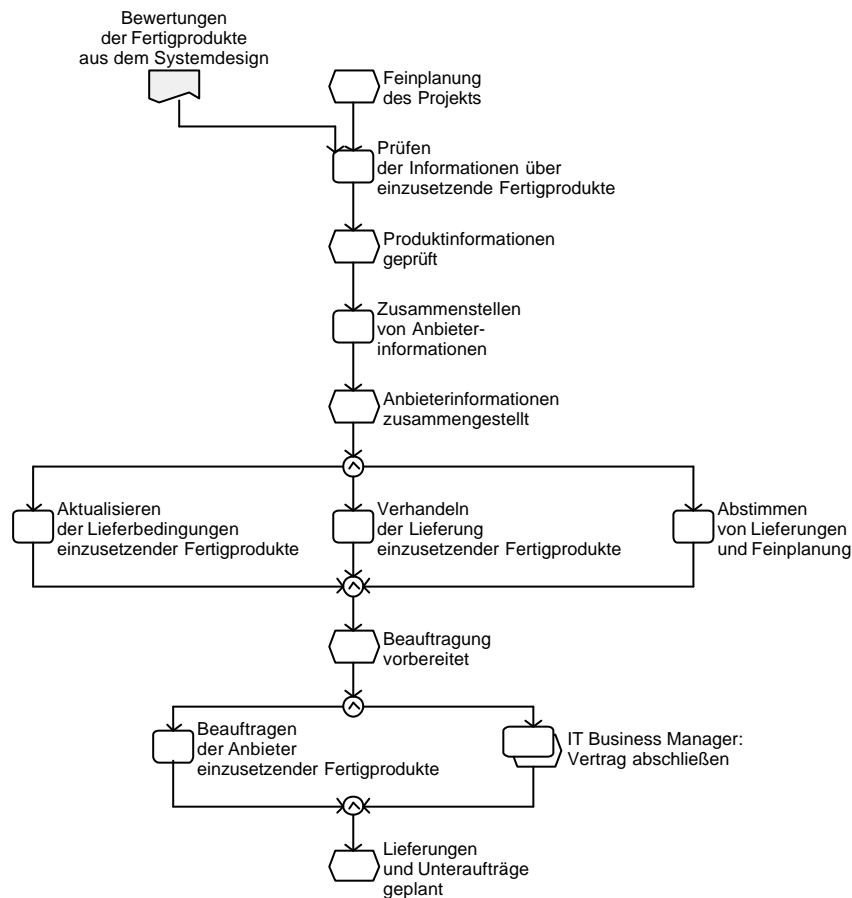 Bewertungen
der Fertigprodukte
aus dem Systemdesign
Feinplanung
des Projekts
Prüfen
der Informationen über
einzusetzende Fertigprodukte
Produktinformationen
geprüft
Zusammenstellen
von Anbieter-
informationen
Anbieterinformationen
zusammengestellt
Aktualisieren
der Lieferbedingungen
einzusetzender Fertigprodukte
Verhandeln
der Lieferung
einzusetzender Fertigprodukte
Abstimmen
von Lieferungen
und Feinplanung
Beauftragung
vorbereitet
Beauftragen
der Anbieter
einzusetzender Fertigprodukte
IT Business Manager:
Vertrag abschließen
Lieferungen
und Unteraufträge
geplant